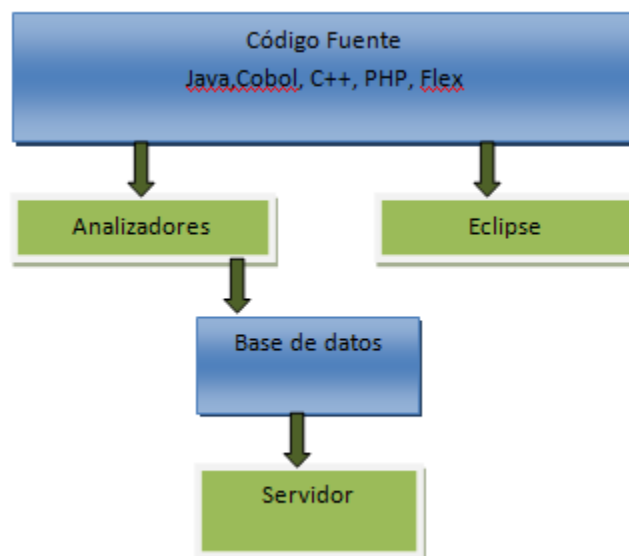 Código Fuente
Java,Cobol, C++, PHP, Flex
Analizadores
Eclipse
Base de datos
Servidor